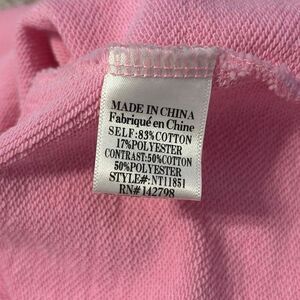 MADE IN CHINA
Fabriqué en Chine
SELF:83%COTTON
17%POLYESTER
CONTRAST:50%COTTON
50%POLYESTER
STYLE#:NT11851
RN#142798